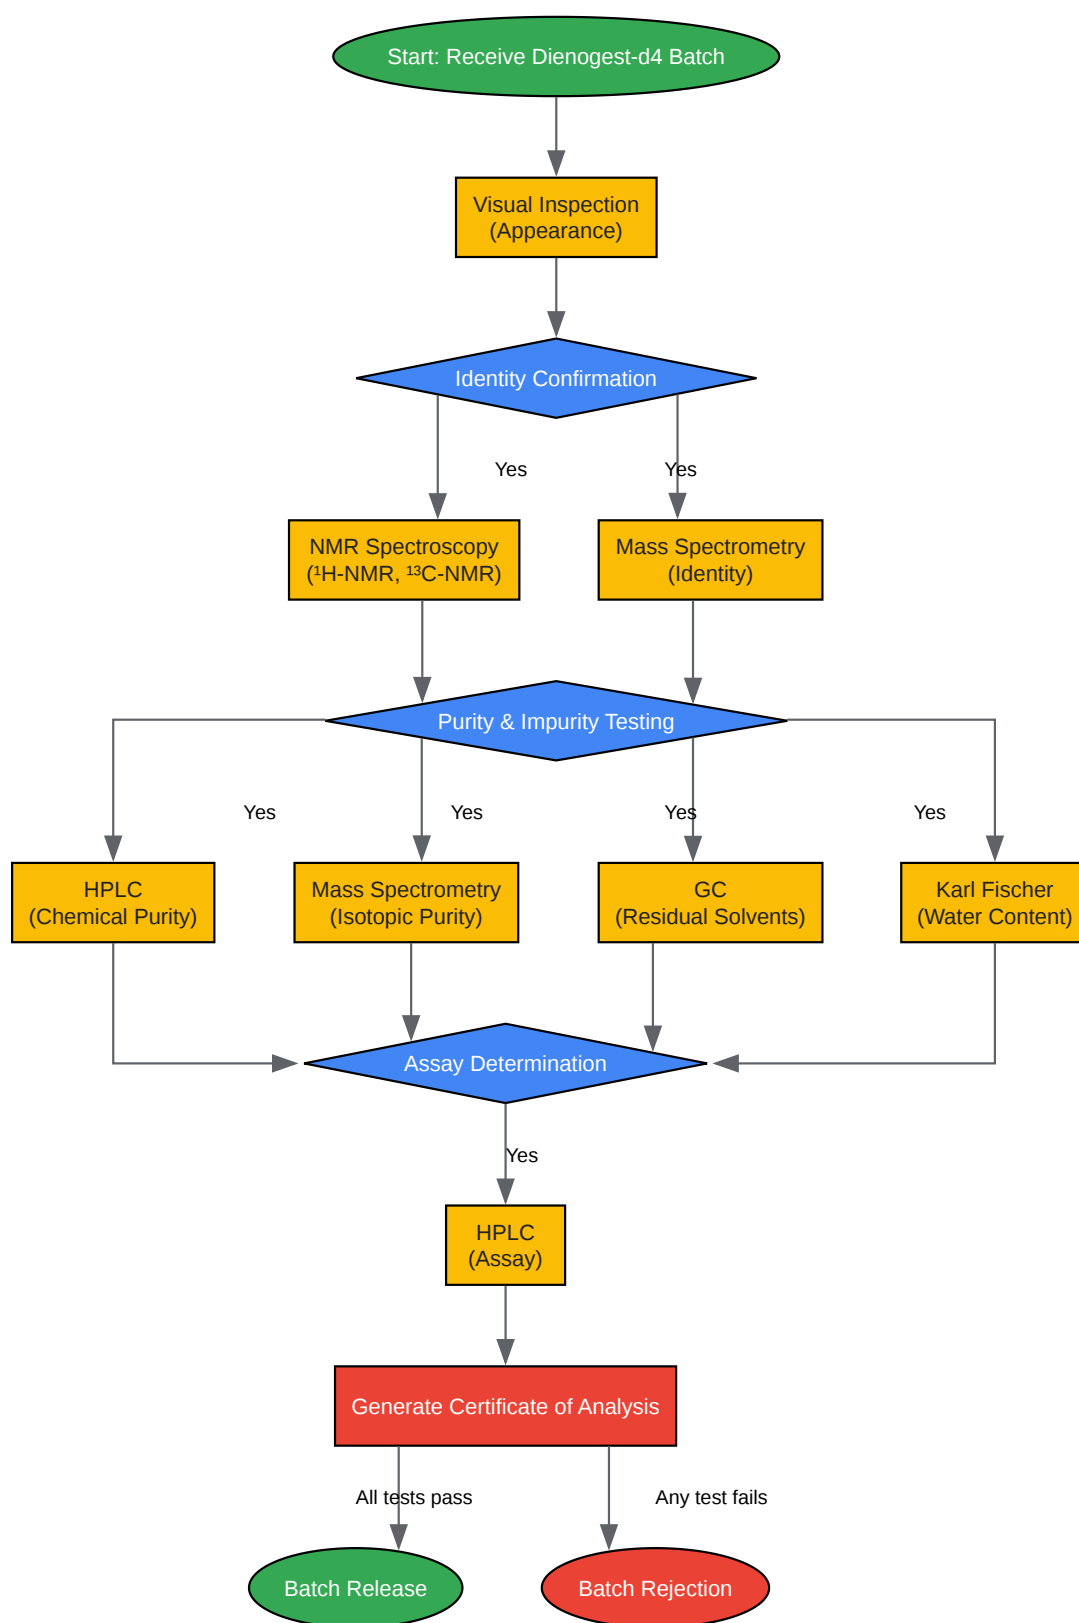 Start: Receive Dienogest-d4 Batch
Visual Inspection
(Appearance)
Identity Confirmation
Yes
Yes
NMR Spectroscopy
(¹H-NMR, ¹³C-NMR)
Mass Spectrometry
(Identity)
Purity & Impurity Testing
Yes
Yes
Yes
Yes
HPLC
(Chemical Purity)
Mass Spectrometry
(Isotopic Purity)
GC
(Residual Solvents)
Karl Fischer
(Water Content)
Assay Determination
Yes
HPLC
(Assay)
Generate Certificate of Analysis
All tests pass
Any test fails
Batch Release
Batch Rejection